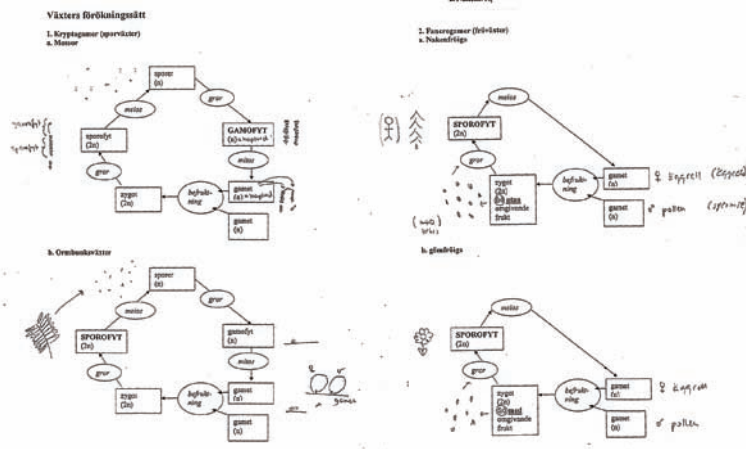 Växters förökningssätt
1. Kryptogamer (sporväxter)
a. Mossor
sporer
(n)
meios
gror
sporofyt
(2n)
GAMOFYT
(n)
mitos
gror
zygot
(2n)
befrukt-
ning
gamet
(n)
gamet
(n)
b. Ormbunksväxter
sporer
(n)
meios
gror
SPOROFYT
(2n)
gamofyt
(n)
mitos
gror
zygot
(2n)
befrukt-
ning
gamet
(n)
gamet
(n)
2. Fanerogamer (fröväxter)
a. Nakenfröiga
meios
SPOROFYT
(2n)
gror
zygot
(2n)
utan
omgivande
frukt
befrukt-
ning
gamet
(n)
♀ Äggcell (Äggcell)
gamet
(n)
♂ pollen
b. gömfröiga
meios
SPOROFYT
(2n)
gror
zygot
(2n)
med
omgivande
frukt
befrukt-
ning
gamet
(n)
♀ Äggcell
gamet
(n)
♂ pollen